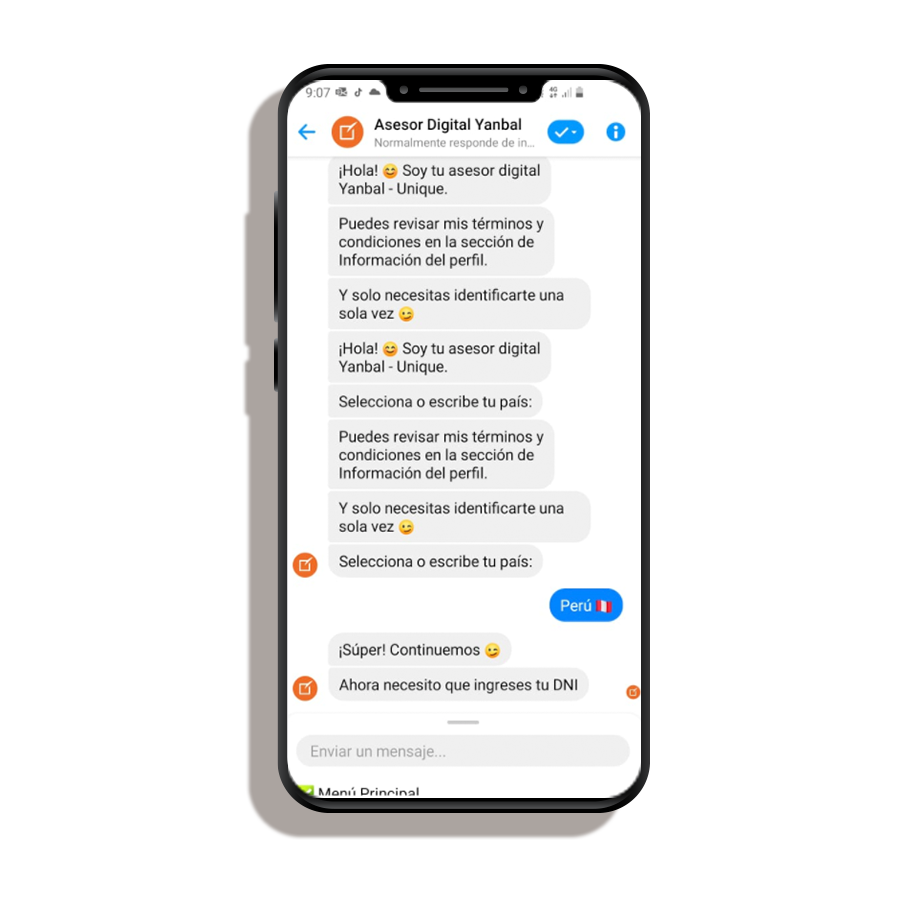 9:07
4G
Asesor Digital Yanbal
Normalmente responde de in...
¡Hola! 😊 Soy tu asesor digital
Yanbal - Unique.
Puedes revisar mis términos y
condiciones en la sección de
Información del perfil.
Y solo necesitas identificarte una
sola vez 😉
¡Hola! 😊 Soy tu asesor digital
Yanbal - Unique.
Selecciona o escribe tu país:
Puedes revisar mis términos y
condiciones en la sección de
Información del perfil.
Y solo necesitas identificarte una
sola vez 😉
Selecciona o escribe tu país:
Perú 🇵🇪
¡Súper! Continuemos 😉
Ahora necesito que ingreses tu DNI
Enviar un mensaje...
Menú Principal